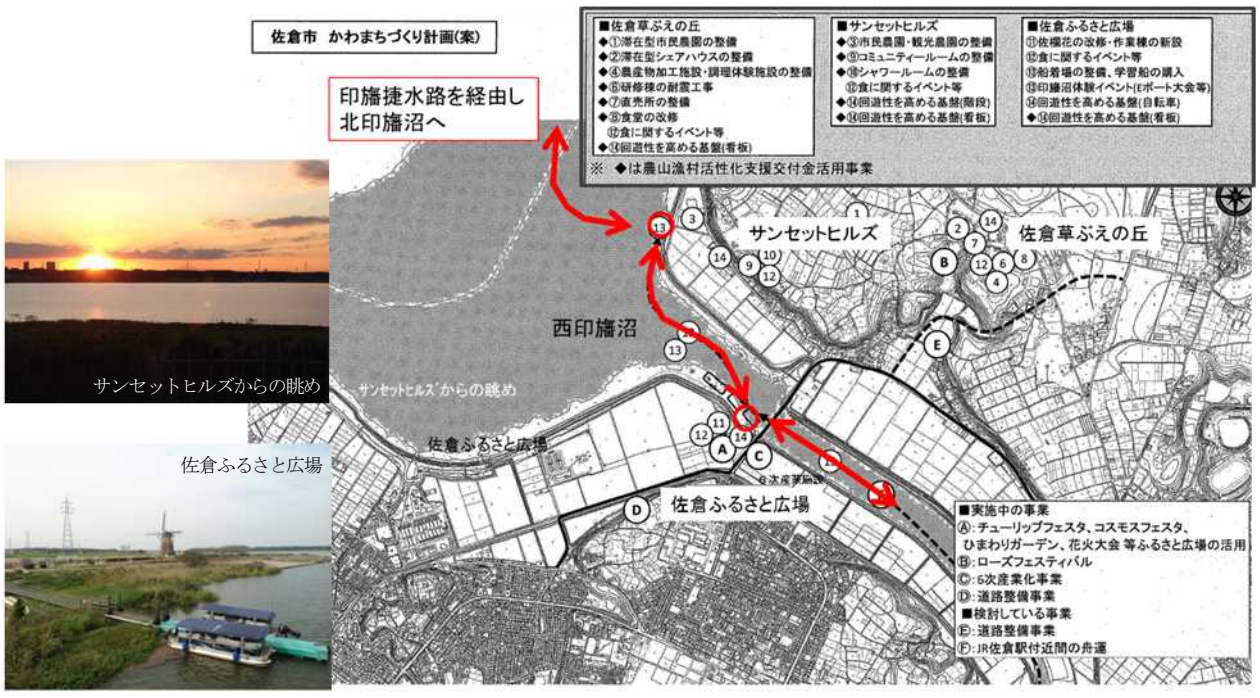 佐倉市 かわまちづくり計画(案)
■佐倉草ぶえの丘
◆①滞在型市民農園の整備
◆②滞在型シェアハウスの整備
◆④農産物加工施設・調理体験施設の整備
◆⑥研修棟の耐震工事
◆⑦直売所の整備
◆⑧食堂の改修
⑫食に関するイベント等
◆⑭回遊性を高める基盤(看板)
■サンセットヒルズ
◆③市民農園・観光農園の整備
◆⑨コミュニティールームの整備
◆⑩シャワールームの整備
⑫食に関するイベント等
◆⑭回遊性を高める基盤(階段)
◆⑭回遊性を高める基盤(看板)
■佐倉ふるさと広場
⑪佐欄花の改修・作業棟の新設
⑫食に関するイベント等
⑬船着場の整備、学習船の購入
⑬印旛沼体験イベント(Eボート大会等)
⑭回遊性を高める基盤(自転車)
◆⑭回遊性を高める基盤(看板)
※ ◆は農山漁村活性化支援交付金活用事業
印旛捷水路を経由し
北印旛沼へ
サンセットヒルズからの眺め
13
3
1
サンセットヒルズ
14
9
10
12
2
14
7
B
12
6
8
4
佐倉草ぶえの丘
E
西印旛沼
13
サンセットヒルズからの眺め
佐倉ふるさと広場
11
12
14
A
C
6次産業施設
佐倉ふるさと広場
D
佐倉ふるさと広場
■実施中の事業
Ⓐ:チューリップフェスタ、コスモスフェスタ、
ひまわりガーデン、花火大会 等ふるさと広場の活用
Ⓑ:ローズフェスティバル
Ⓒ:6次産業化事業
Ⓓ:道路整備事業
■検討している事業
Ⓔ:道路整備事業
Ⓕ:JR佐倉駅付近間の舟運